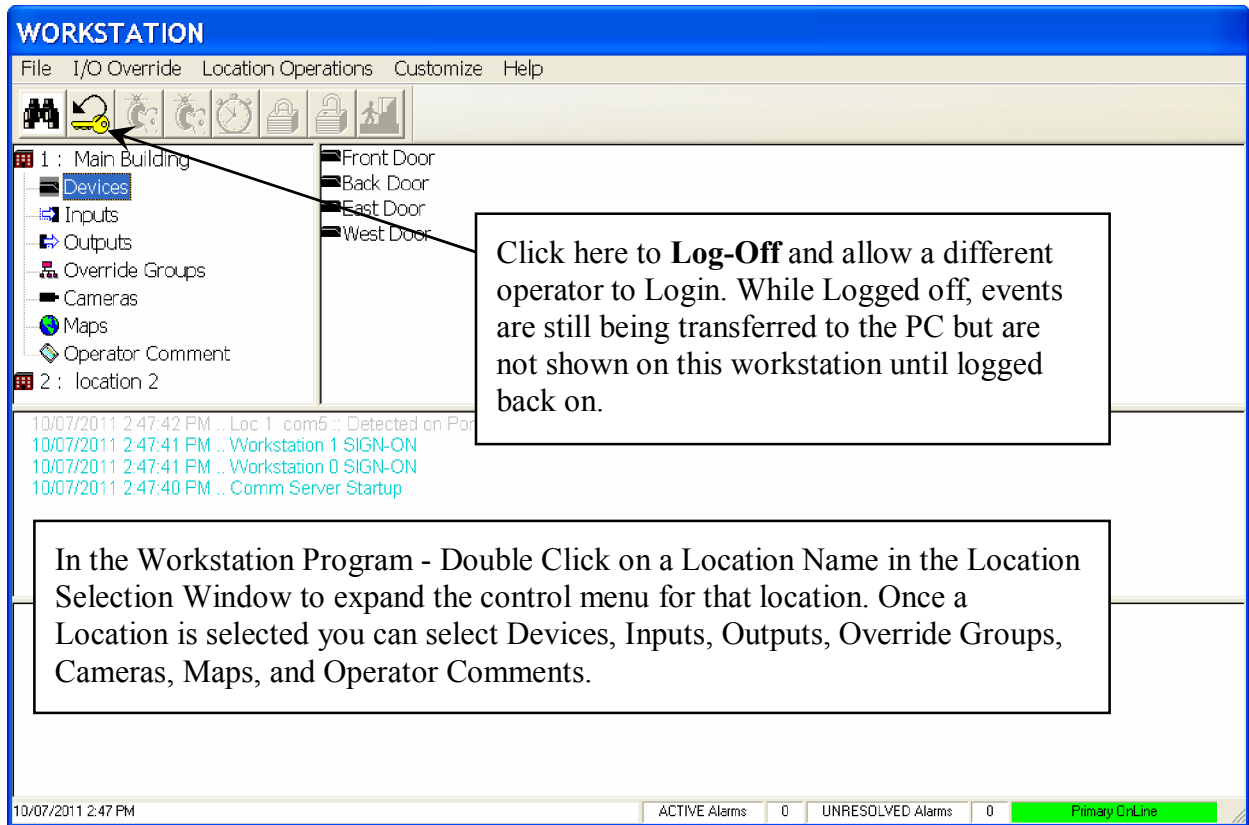 WORKSTATION
File I/O Override Location Operations Customize Help
1 : Main Building
Devices
Inputs
Outputs
Override Groups
Cameras
Maps
Operator Comment
2 : location 2
Front Door
Back Door
East Door
West Door
Click here to Log-Off and allow a different
operator to Login. While Logged off, events
are still being transferred to the PC but are
not shown on this workstation until logged
back on.
10/07/2011 2:47:42 PM .. Loc 1 com5 :: Detected on Por
10/07/2011 2:47:41 PM .. Workstation 1 SIGN-ON
10/07/2011 2:47:41 PM .. Workstation 0 SIGN-ON
10/07/2011 2:47:40 PM .. Comm Server Startup
In the Workstation Program - Double Click on a Location Name in the Location
Selection Window to expand the control menu for that location. Once a
Location is selected you can select Devices, Inputs, Outputs, Override Groups,
Cameras, Maps, and Operator Comments.
10/07/2011 2:47 PM ACTIVE Alarms 0 UNRESOLVED Alarms 0 Primary OnLine